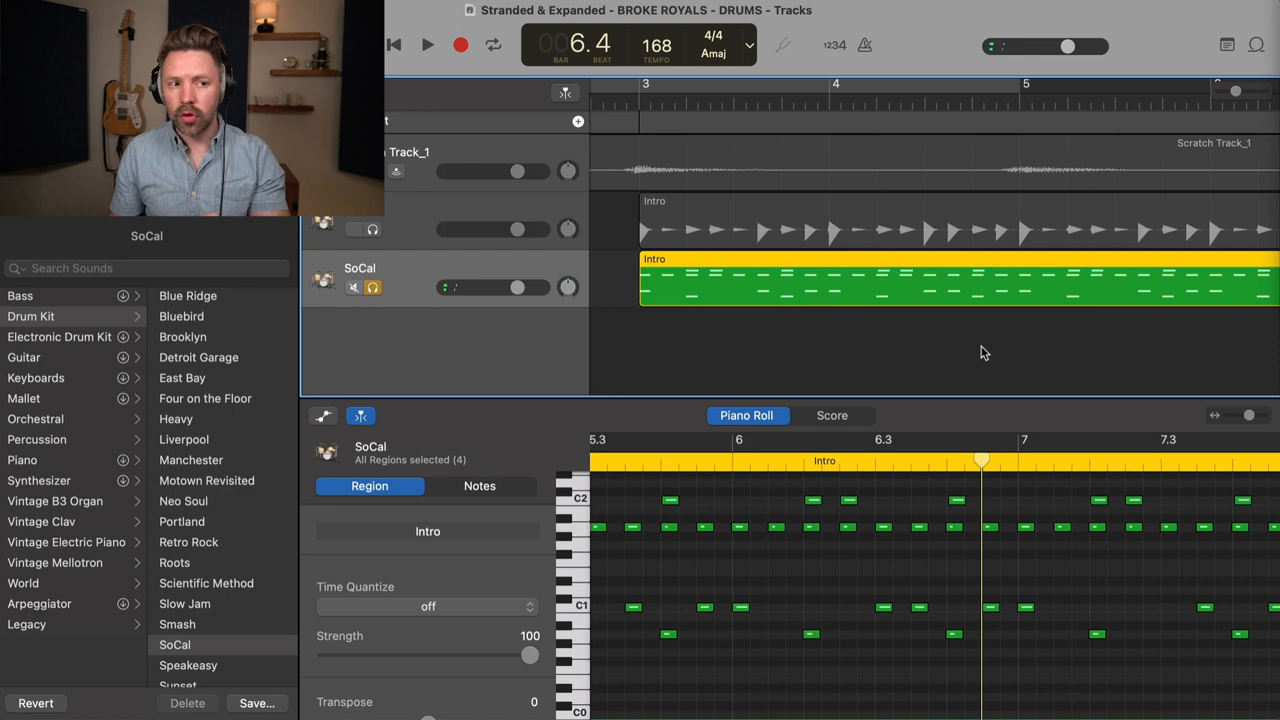 Stranded & Expanded - BROKE ROYALS - DRUMS - Tracks
006.4
BAR BEAT
168
TEMPO
4/4
Amaj
1234
3 4 5
Track_1
Scratch Track_1
Intro
SoCal
Intro
SoCal
Search Sounds
Bass
Drum Kit
Electronic Drum Kit
Guitar
Keyboards
Mallet
Orchestral
Percussion
Piano
Synthesizer
Vintage B3 Organ
Vintage Clav
Vintage Electric Piano
Vintage Mellotron
World
Arpeggiator
Legacy
Blue Ridge
Bluebird
Brooklyn
Detroit Garage
East Bay
Four on the Floor
Heavy
Liverpool
Manchester
Motown Revisited
Neo Soul
Portland
Retro Rock
Roots
Scientific Method
Slow Jam
Smash
SoCal
Speakeasy
Sunset
Revert
Delete
Save...
Piano Roll
Score
SoCal
All Regions selected (4)
Region
Notes
Intro
Time Quantize
off
Strength 100
Transpose 0
5.3 6 6.3 7 7.3
Intro
C2
C1
C0